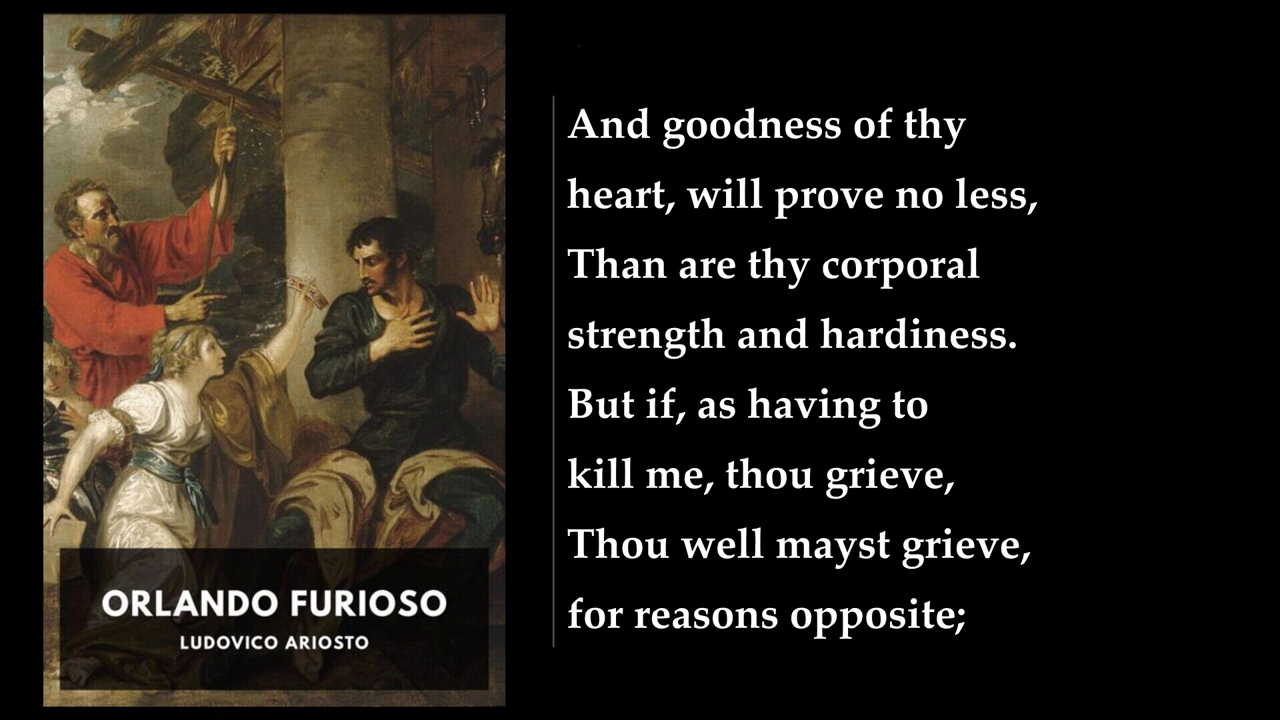 ORLANDO FURIOSO
LUDOVICO ARIOSTO
And goodness of thy
heart, will prove no less,
Than are thy corporal
strength and hardiness.
But if, as having to
kill me, thou grieve,
Thou well mayst grieve,
for reasons opposite;